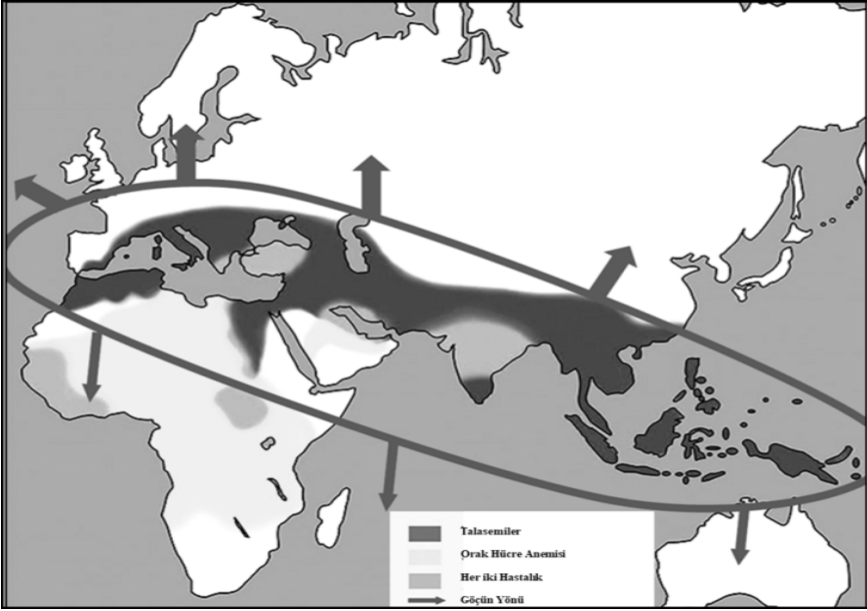 Talasemiler
Orak Hücre Anemisi
Her iki Hastalık
Göçün Yönü